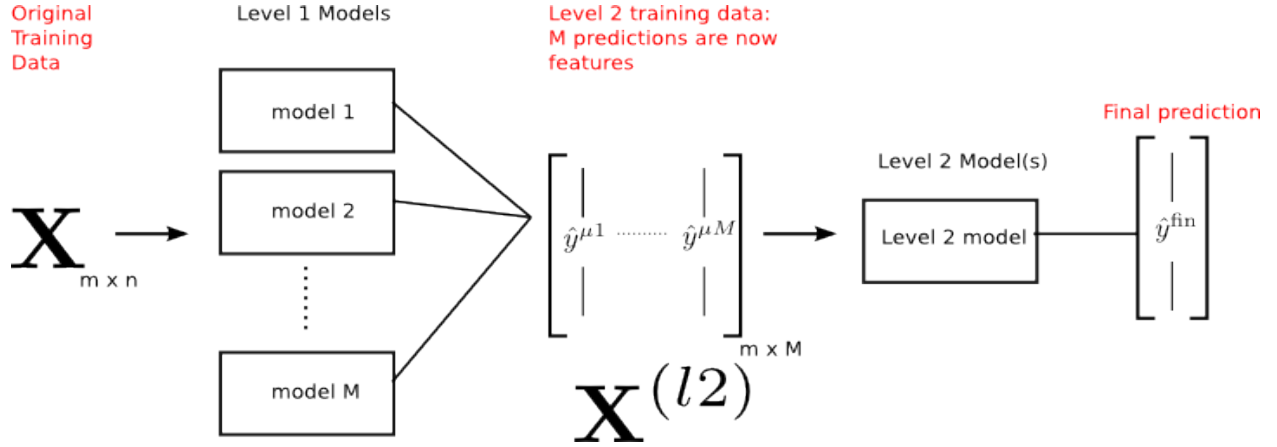 Original
Training
Data
Level 1 Models
Level 2 training data:
M predictions are now
features
model 1
model 2
model M
X
m x n
ŷ^{μ1} .......... ŷ^{μM}
m x M
X^{(l2)}
Level 2 Model(s)
Level 2 model
Final prediction
ŷ^{fin}